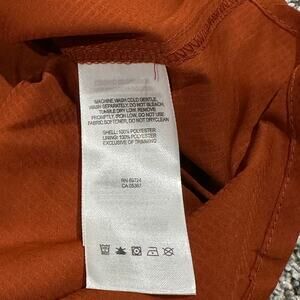 MACHINE WASH COLD GENTLE,
WASH SEPARATELY. DO NOT BLEACH.
TUMBLE DRY LOW. REMOVE
PROMPTLY. IRON LOW. DO NOT USE
FABRIC SOFTENER. DO NOT DRYCLEAN
SHELL: 100% POLYESTER
LINING: 100% POLYESTER
EXCLUSIVE OF TRIMMING
RN 69724
CA 05367